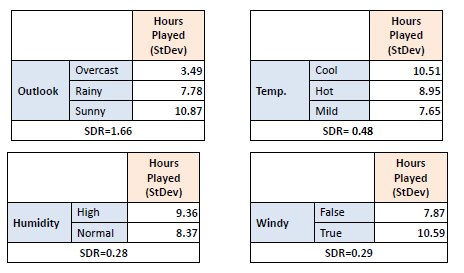 Hours
Played
(StDev)
Outlook
Overcast 3.49
Rainy 7.78
Sunny 10.87
SDR=1.66
Hours
Played
(StDev)
Temp.
Cool 10.51
Hot 8.95
Mild 7.65
SDR= 0.48
Hours
Played
(StDev)
Humidity
High 9.36
Normal 8.37
SDR=0.28
Hours
Played
(StDev)
Windy
False 7.87
True 10.59
SDR=0.29